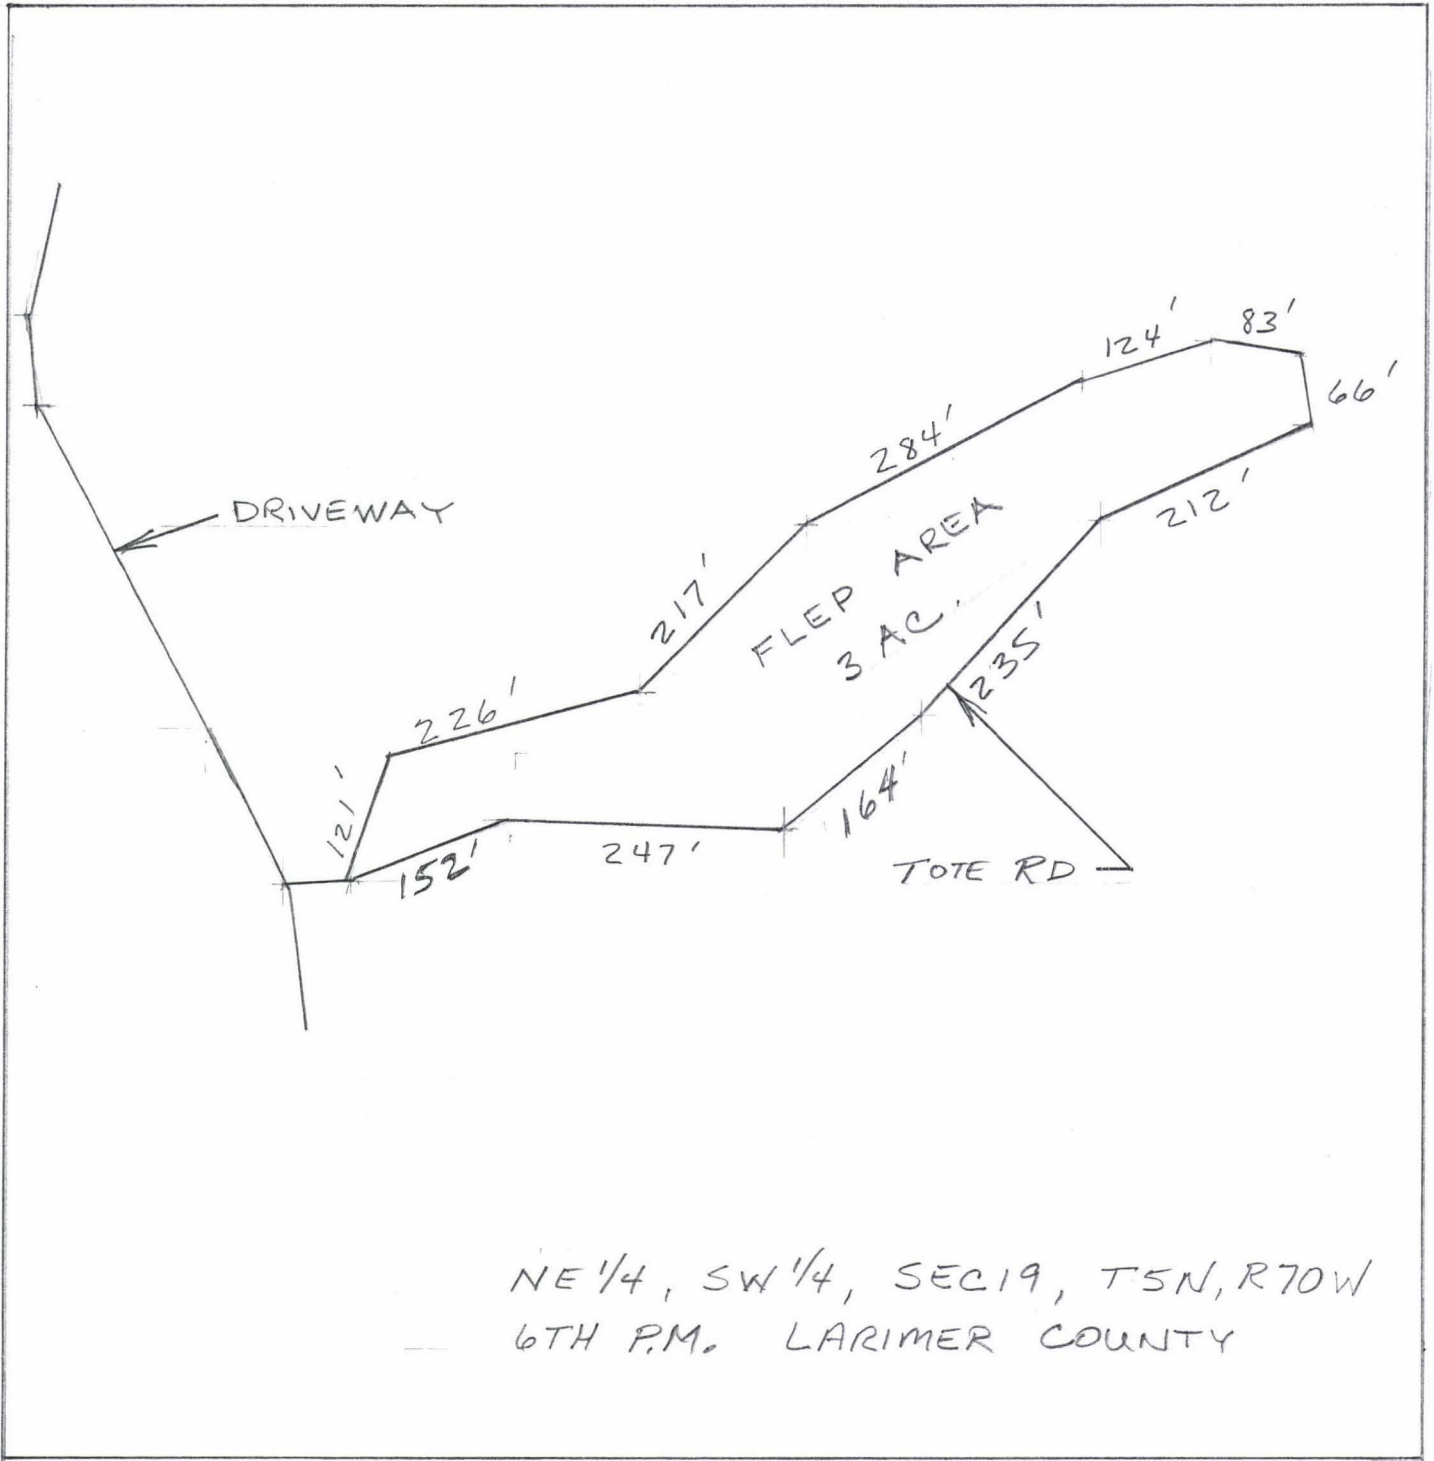 124'
83'
66'
284'
212'
DRIVEWAY
217'
FLEP AREA
3 AC.
235'
226'
121'
164'
152'
247'
TOTE RD
NE 1/4, SW 1/4, SEC19, T5N, R70W
6TH P.M. LARIMER COUNTY